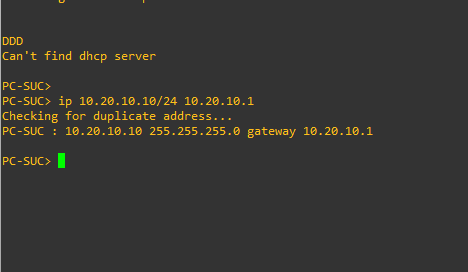 DDD
Can't find dhcp server
PC-SUC>
PC-SUC> ip 10.20.10.10/24 10.20.10.1
Checking for duplicate address...
PC-SUC : 10.20.10.10 255.255.255.0 gateway 10.20.10.1
PC-SUC>